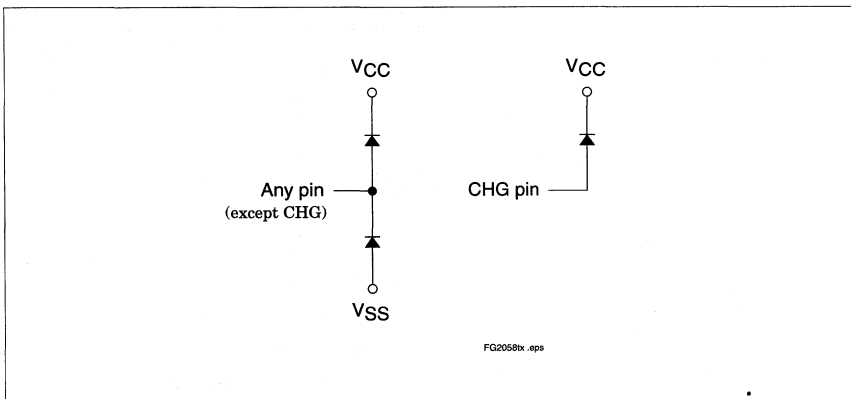 VCC
VCC
Any pin
(except CHG)
CHG pin
VSS
FG2058tx .eps